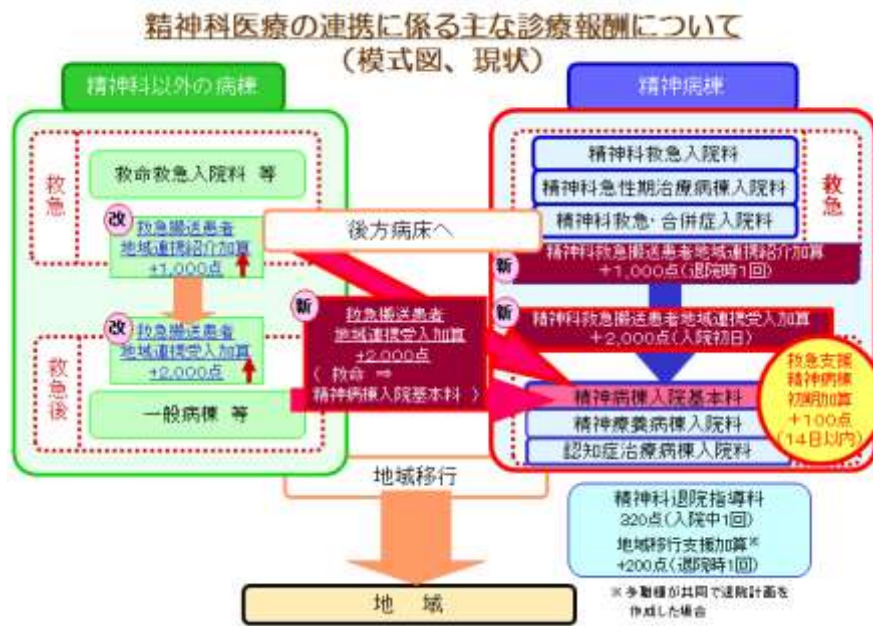 精神科医療の連携に係る主な診療報酬について
（模式図、現状）
精神科以外の病棟
救急
救命救急入院料 等
改
救急搬送患者
地域連携紹介加算
+1,000点
改
救急搬送患者
地域連携受入加算
+2,000点
救急後
一般病棟 等
後方病床へ
新
救急搬送患者
地域連携受入加算
+2,000点
（ 救命 ⇒
精神病棟入院基本料 ）
精神病棟
精神科救急入院料
精神科急性期治療病棟入院料
精神科救急・合併症入院料
救急
新
精神科救急搬送患者地域連携紹介加算
+1,000点(退院時1回)
新
精神科救急搬送患者地域連携受入加算
+2,000点(入院初日)
精神病棟入院基本料
精神療養病棟入院料
認知症治療病棟入院料
救急支援
精神病棟
初期加算
+100点
(14日以内)
地域移行
地 域
精神科退院指導料
320点(入院中1回)
地域移行支援加算※
+200点(退院時1回)
※多職種が共同で退院計画を
作成した場合